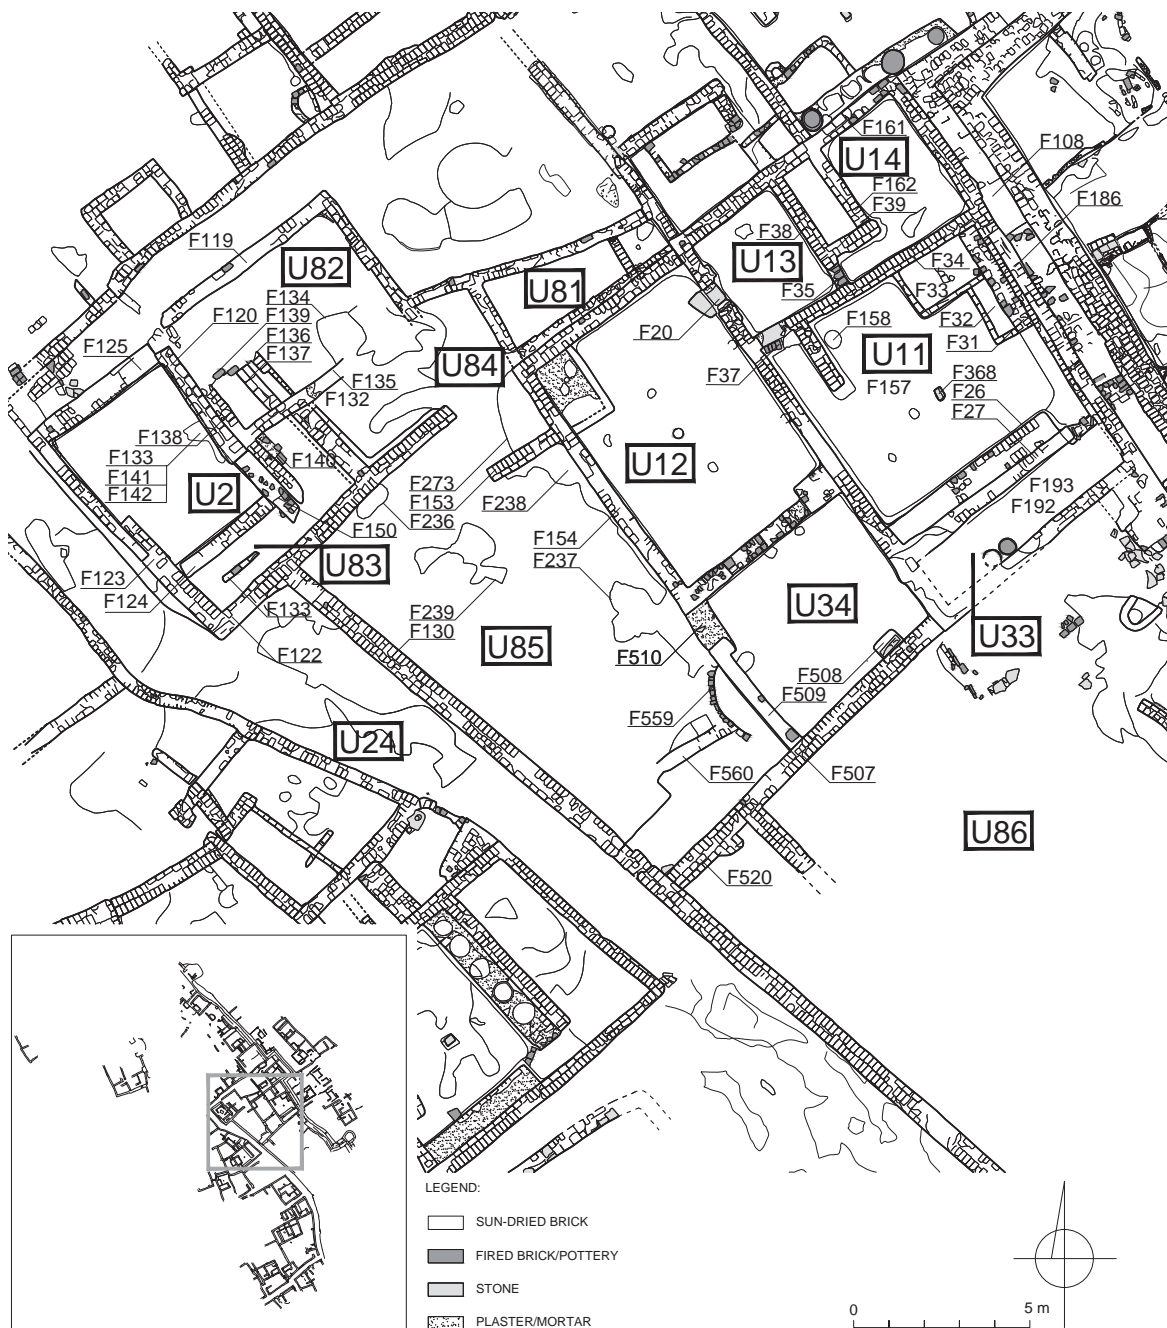 F161
U14
F108
F162
F39
F186
F119
U82
F38
U13
F34
F134
F139
F136
F137
U81
F35
F33
F120
F20
F158
F32
F125
U84
U11
F31
F135
F132
F37
F157
F368
F26
F27
F138
F133
F141
F142
F140
U12
U2
F273
F153
F236
F238
F193
F192
F150
F154
F237
U83
F123
F124
F133
F239
F130
U34
U33
F122
U85
F510
F508
F509
F559
U24
F560
F507
U86
F520
LEGEND:
SUN-DRIED BRICK
FIRED BRICK/POTTERY
STONE
PLASTER/MORTAR
0 5 m